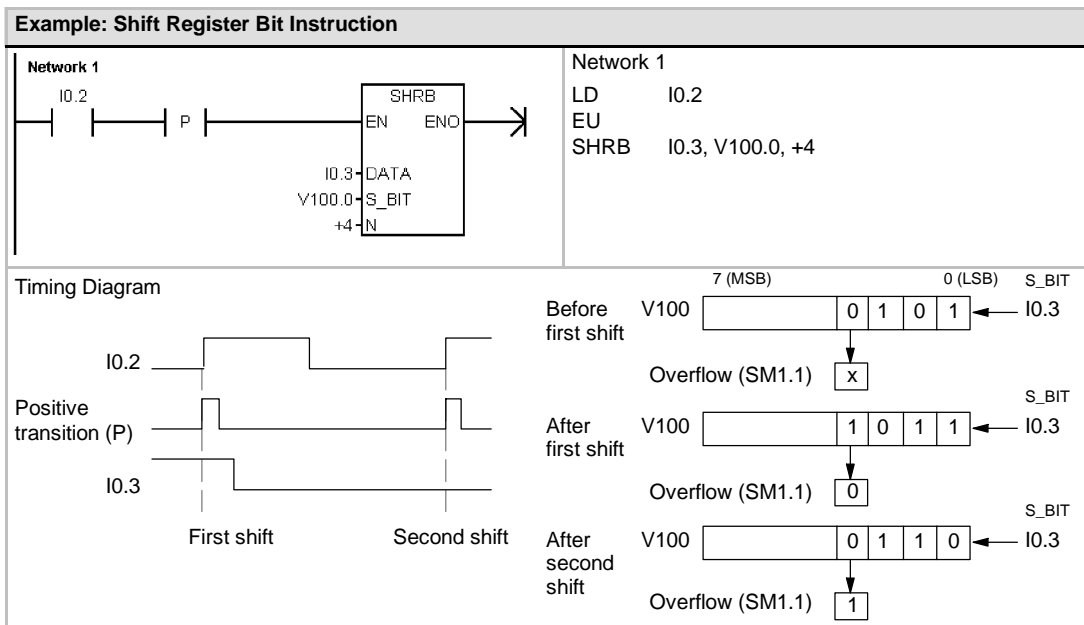 Example: Shift Register Bit Instruction
Network 1
I0.2
P
SHRB
EN ENO
I0.3 DATA
V100.0 S_BIT
+4 N
Network 1
LD I0.2
EU
SHRB I0.3, V100.0, +4
Timing Diagram
I0.2
Positive
transition (P)
I0.3
First shift Second shift
7 (MSB) 0 (LSB) S_BIT
Before
first shift
V100 0 1 0 1 I0.3
Overflow (SM1.1) x
S_BIT
After
first shift
V100 1 0 1 1 I0.3
Overflow (SM1.1) 0
S_BIT
After
second
shift
V100 0 1 1 0 I0.3
Overflow (SM1.1) 1